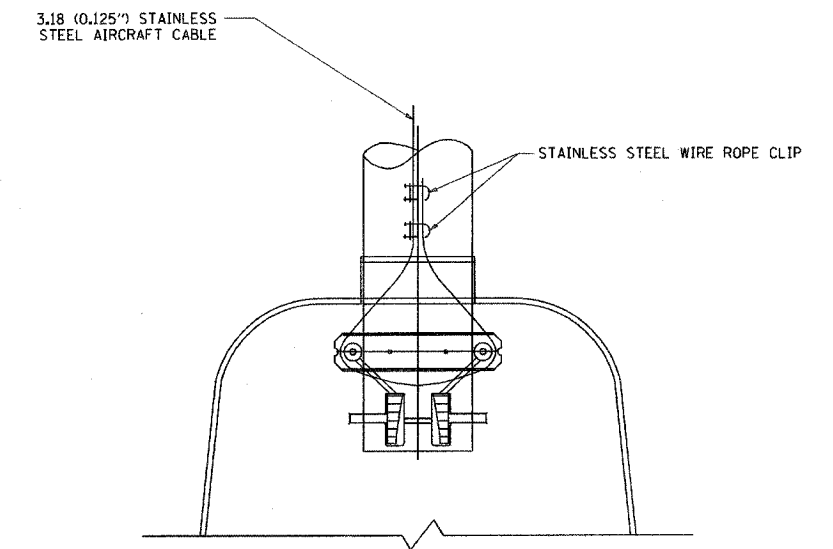 3.18 (0.125") STAINLESS
STEEL AIRCRAFT CABLE
STAINLESS STEEL WIRE ROPE CLIP